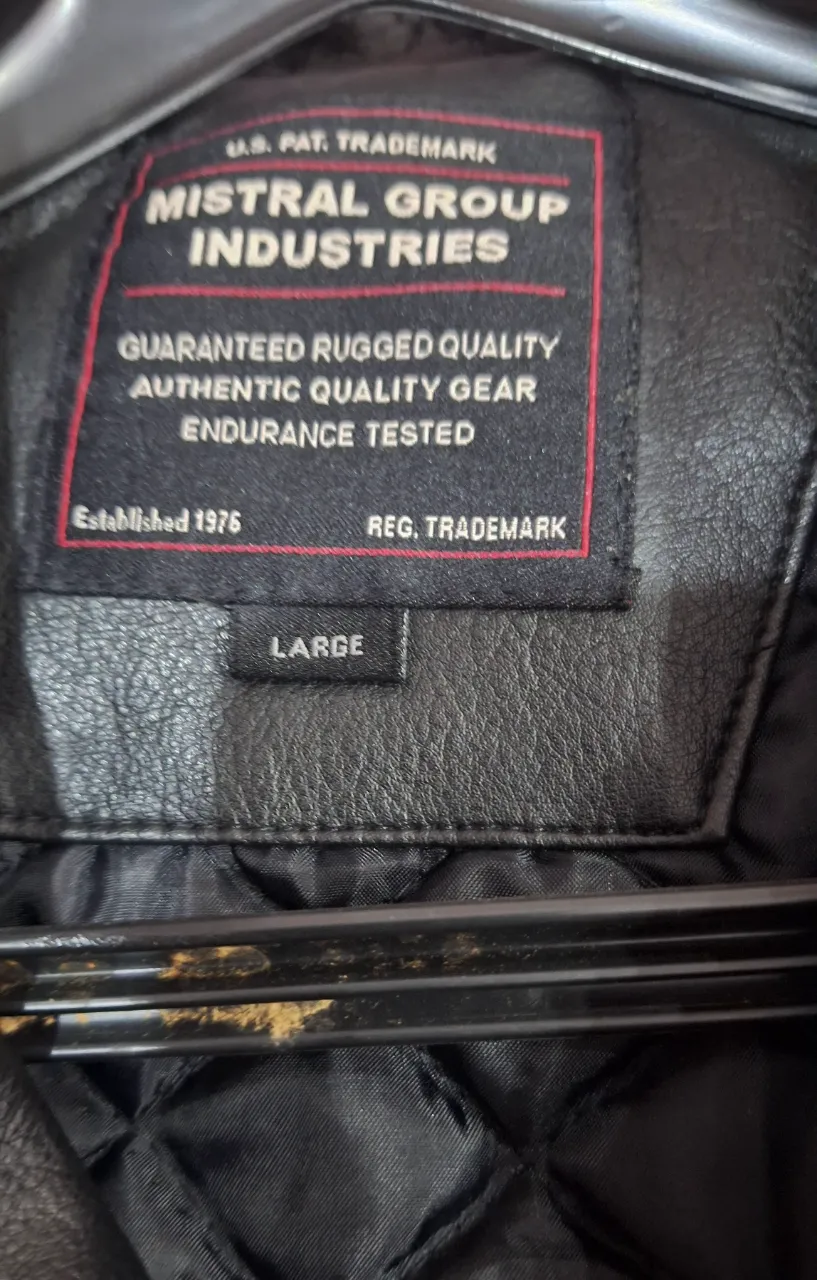 U.S. PAT. TRADEMARK
MISTRAL GROUP
INDUSTRIES
GUARANTEED RUGGED QUALITY
AUTHENTIC QUALITY GEAR
ENDURANCE TESTED
Established 1976
REG. TRADEMARK
LARGE